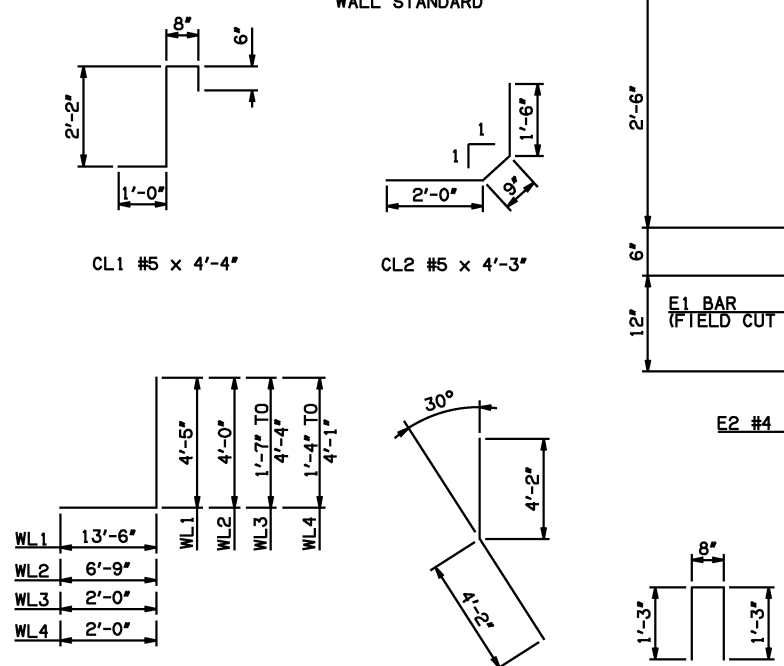 WALL STANDARD
8"
6"
2'-2"
1'-0"
CL1 #5 x 4'-4"
1
1
1'-6"
2'-0"
9"
CL2 #5 x 4'-3"
2'-6"
6"
12"
E1 BAR
(FIELD CUT
E2 #4
4'-5"
4'-0"
1'-7" TO
4'-4"
1'-4" TO
4'-1"
WL1
WL2
WL3
WL4
WL1 13'-6"
WL2 6'-9"
WL3 2'-0"
WL4 2'-0"
30°
4'-2"
4'-2"
8"
1'-3"
1'-3"